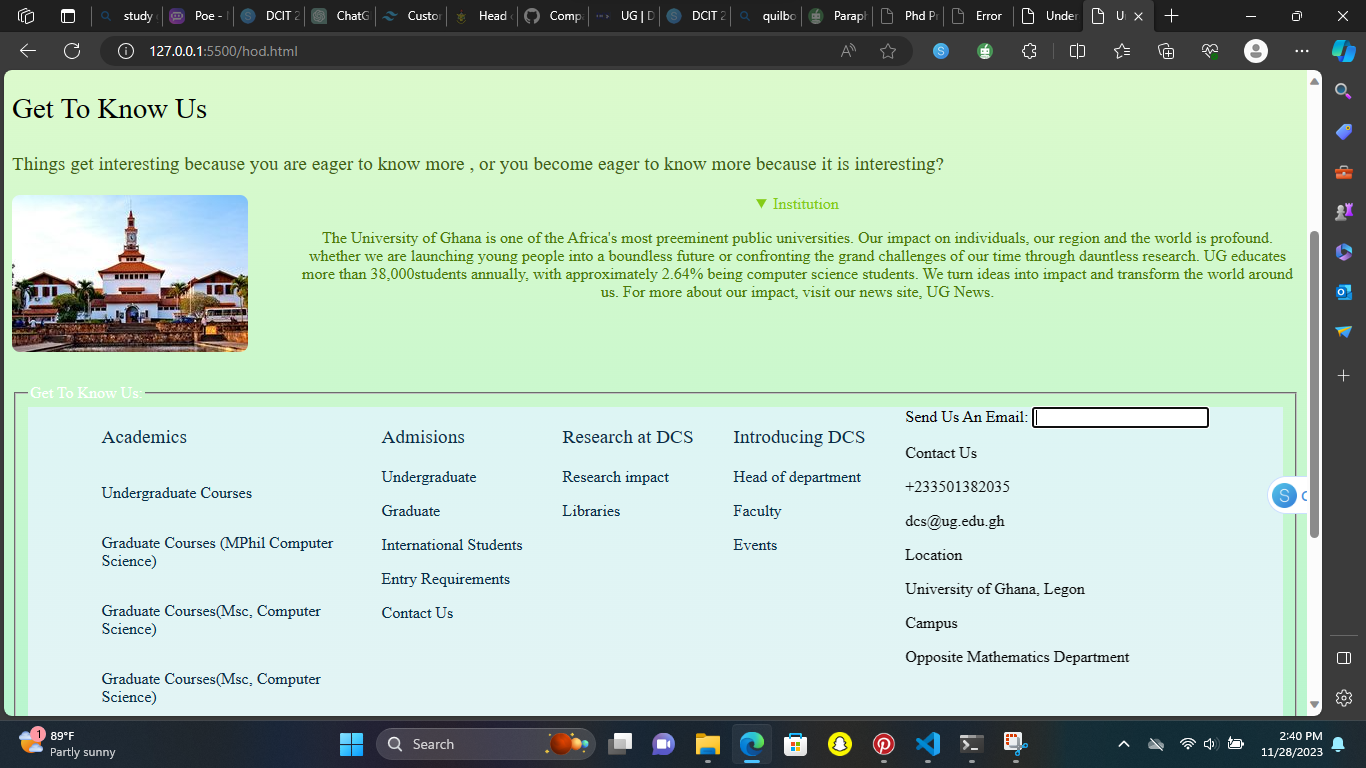 study
Poe -
DCIT 2
ChatG
Custor
Head
Comp
UG | D
DCIT 2
quilbo
Paraph
Phd Pr
Error
Under
127.0.0.1:5500/hod.html
Get To Know Us
Things get interesting because you are eager to know more , or you become eager to know more because it is interesting?
▼ Institution
The University of Ghana is one of the Africa's most preeminent public universities. Our impact on individuals, our region and the world is profound.
whether we are launching young people into a boundless future or confronting the grand challenges of our time through dauntless research. UG educates
more than 38,000students annually, with approximately 2.64% being computer science students. We turn ideas into impact and transform the world around
us. For more about our impact, visit our news site, UG News.
Get To Know Us:
Academics
Undergraduate Courses
Graduate Courses (MPhil Computer
Science)
Graduate Courses(Msc, Computer
Science)
Graduate Courses(Msc, Computer
Science)
Admisions
Undergraduate
Graduate
International Students
Entry Requirements
Contact Us
Research at DCS
Research impact
Libraries
Introducing DCS
Head of department
Faculty
Events
Send Us An Email:
Contact Us
+233501382035
dcs@ug.edu.gh
Location
University of Ghana, Legon
Campus
Opposite Mathematics Department
1
89°F
Partly sunny
Search
2:40 PM
11/28/2023